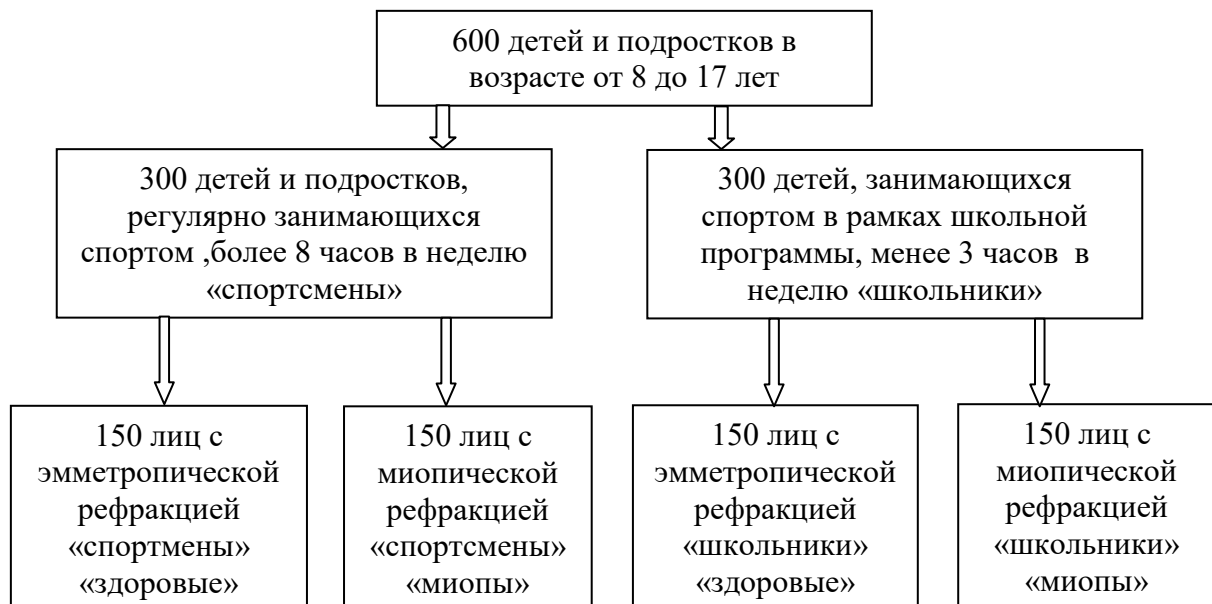 600 детей и подростков в
возрасте от 8 до 17 лет
300 детей и подростков,
регулярно занимающихся
спортом ,более 8 часов в неделю
«спортсмены»
300 детей, занимающихся
спортом в рамках школьной
программы, менее 3 часов в
неделю «школьники»
150 лиц с
эмметропической
рефракцией
«спортмены»
«здоровые»
150 лиц с
миопической
рефракцией
«спортсмены»
«миопы»
150 лиц с
эмметропической
рефракцией
«школьники»
«здоровые»
150 лиц с
миопической
рефракцией
«школьники»
«миопы»